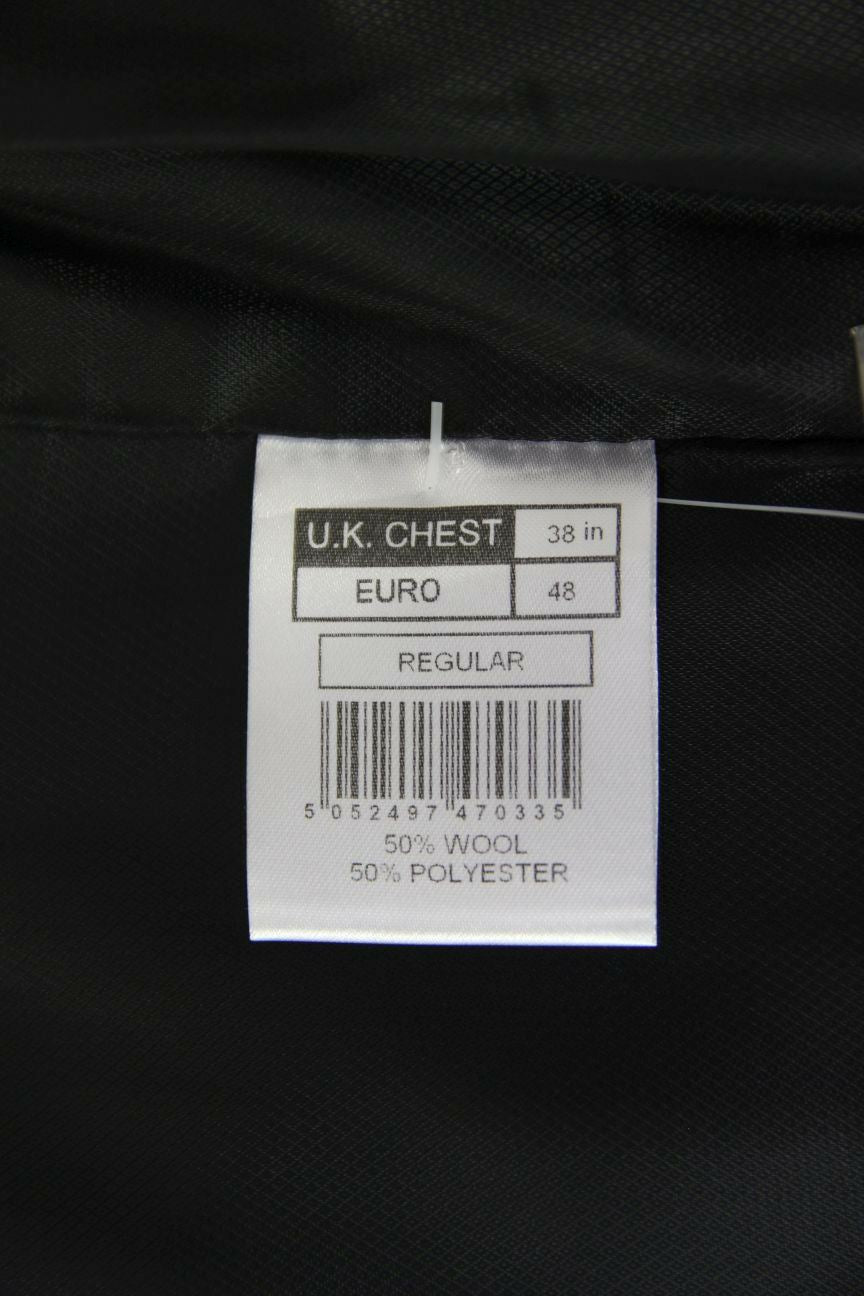 U.K. CHEST 38 in
EURO 48
REGULAR
5 052497 470335
50% WOOL
50% POLYESTER